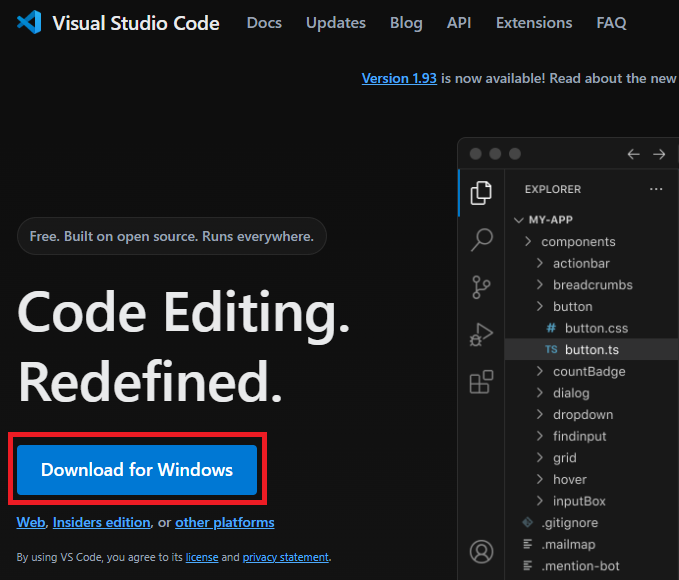 Visual Studio Code Docs Updates Blog API Extensions FAQ
Version 1.93 is now available! Read about the new
Free. Built on open source. Runs everywhere.
Code Editing.
Redefined.
Download for Windows
Web, Insiders edition, or other platforms
By using VS Code, you agree to its license and privacy statement.
EXPLORER
MY-APP
components
actionbar
breadcrumbs
button
# button.css
TS button.ts
countBadge
dialog
dropdown
findinput
grid
hover
inputBox
.gitignore
.mailmap
.mention-bot